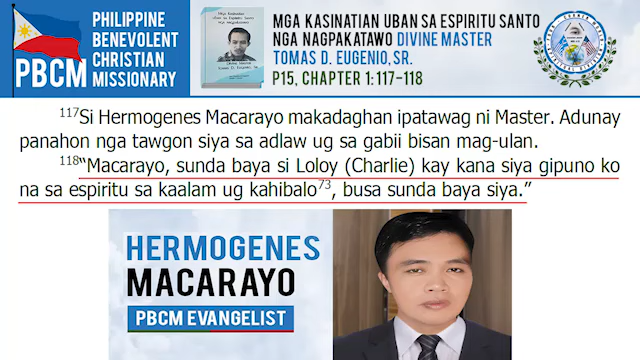 PBCM
PHILIPPINE
BENEVOLENT
CHRISTIAN
MISSIONARY
MGA KASINATIAN UBAN SA ESPIRITU SANTO
NGA NAGPAKATAWO DIVINE MASTER
TOMAS D. EUGENIO, SR.
P15, CHAPTER 1: 117-118
117Si Hermogenes Macarayo makadaghan ipatawag ni Master. Adunay
panahon nga tawgon siya sa adlaw ug sa gabii bisan mag-ulan.
118“Macarayo, sunda baya si Loloy (Charlie) kay kana siya gipuno ko
na sa espiritu sa kaalam ug kahibalo73, busa sunda baya siya.”
HERMOGENES
MACARAYO
PBCM EVANGELIST